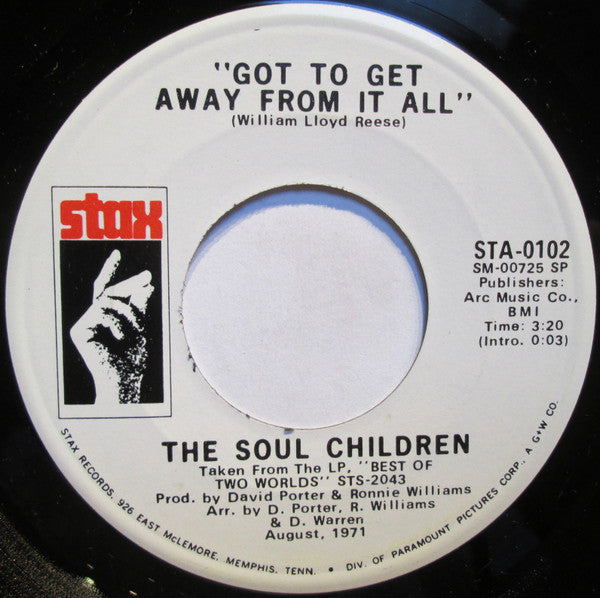 "GOT TO GET
AWAY FROM IT ALL"
(William Lloyd Reese)
stax
STA-0102
SM-00725 SP
Publishers:
Arc Music Co.,
BMI
Time: 3:20
(Intro. 0:03)
THE SOUL CHILDREN
Taken From The LP, "BEST OF
TWO WORLDS" STS-2043
Prod. by David Porter & Ronnie Williams
Arr. by D. Porter, R. Williams
& D. Warren
August, 1971
STAX RECORDS, 926 EAST McLEMORE, MEMPHIS, TENN. • DIV. OF PARAMOUNT PICTURES CORP., A G+W CO.